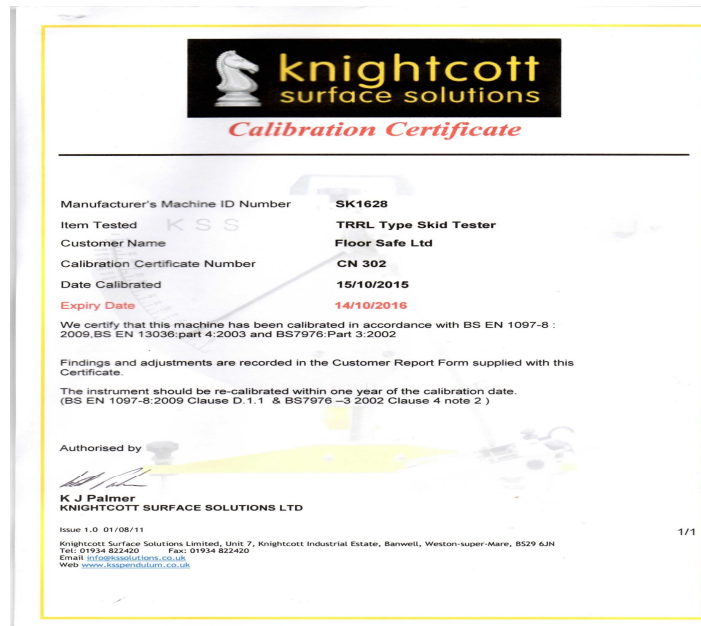 knightcott
surface solutions
Calibration Certificate
Manufacturer's Machine ID Number SK1628
KSS
Item Tested TRRL Type Skid Tester
Customer Name Floor Safe Ltd
Calibration Certificate Number CN 302
Date Calibrated 15/10/2015
Expiry Date 14/10/2016
We certify that this machine has been calibrated in accordance with BS EN 1097-8 :
2009,BS EN 13036:part 4:2003 and BS7976:Part 3:2002
Findings and adjustments are recorded in the Customer Report Form supplied with this
Certificate.
The instrument should be re-calibrated within one year of the calibration date.
(BS EN 1097-8:2009 Clause D.1.1 & BS7976 –3 2002 Clause 4 note 2 )
Authorised by
K J Palmer
KNIGHTCOTT SURFACE SOLUTIONS LTD
Issue 1.0 01/08/11
1/1
Knightcott Surface Solutions Limited, Unit 7, Knightcott Industrial Estate, Banwell, Weston-super-Mare, BS29 6JN
Tel: 01934 822420 Fax: 01934 822420
Email info@kssolutions.co.uk
Web www.ksspendulum.co.uk